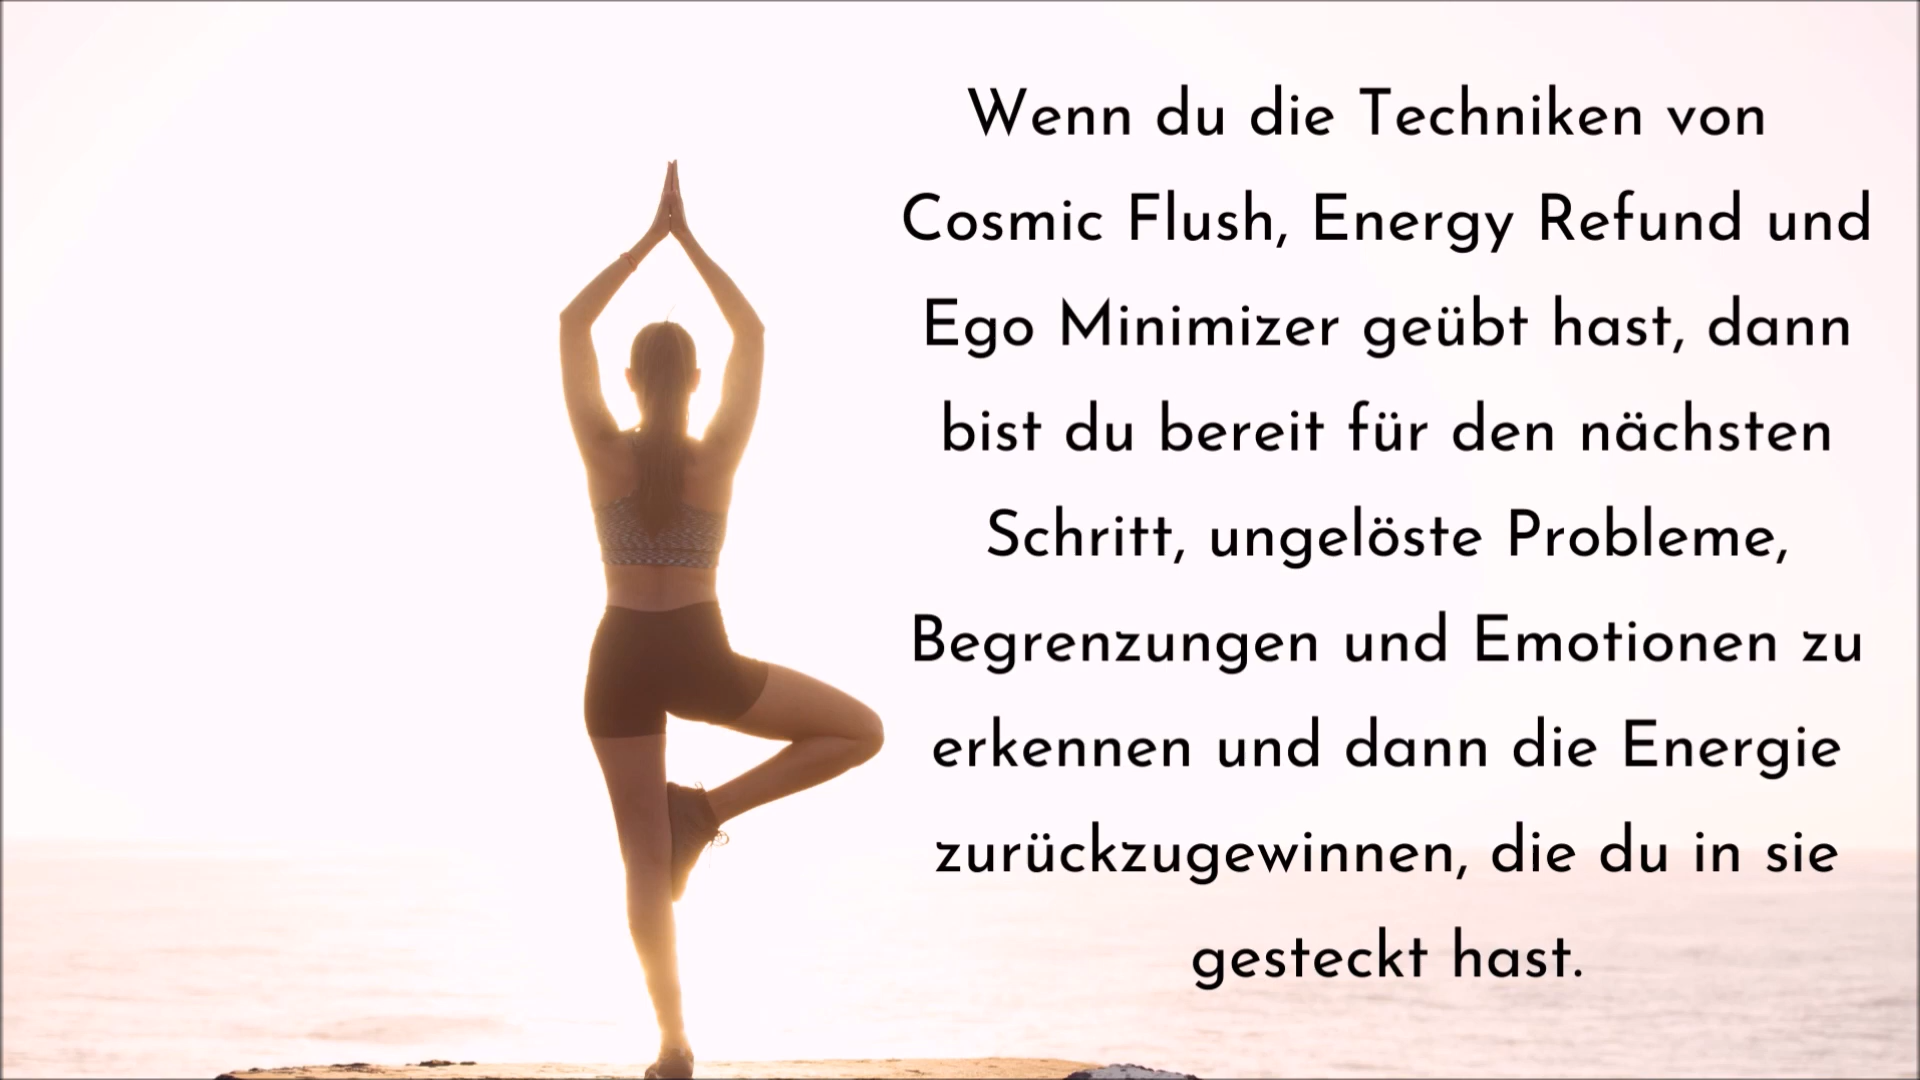 Wenn du die Techniken von
Cosmic Flush, Energy Refund und
Ego Minimizer geübt hast, dann
bist du bereit für den nächsten
Schritt, ungelöste Probleme,
Begrenzungen und Emotionen zu
erkennen und dann die Energie
zurückzugewinnen, die du in sie
gesteckt hast.